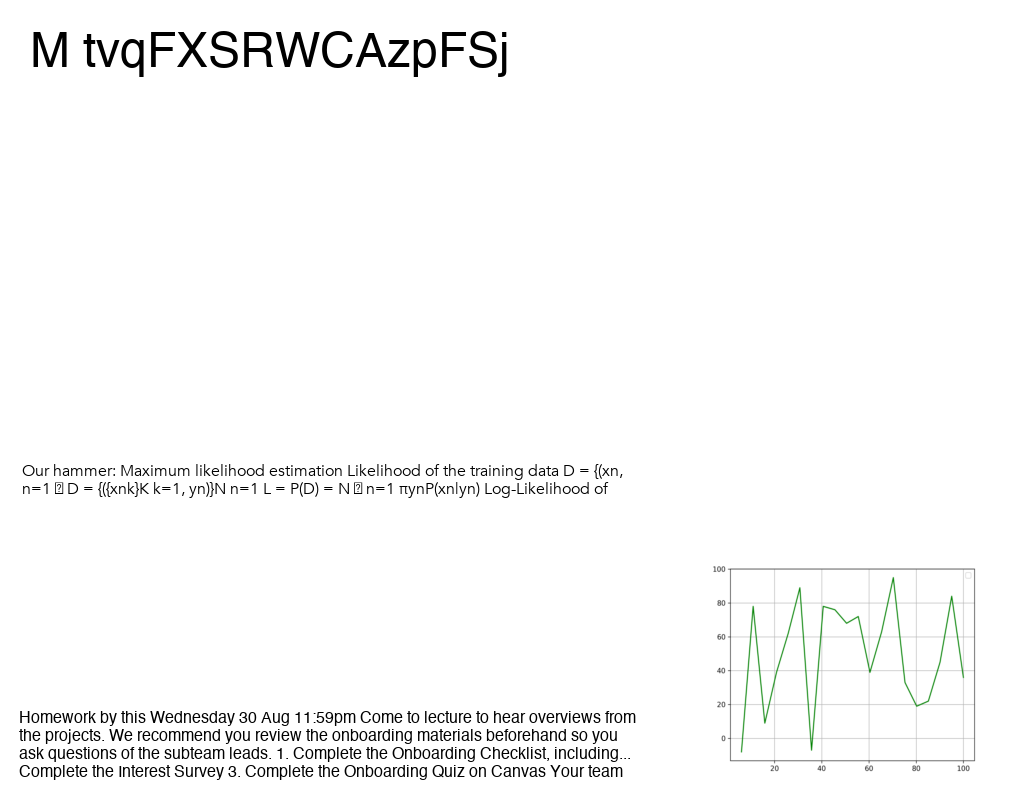 M tvqFXSRWCAzpFSj
Our hammer: Maximum likelihood estimation Likelihood of the training data D = {(xn,
n=1 � D = {({xnk}K k=1, yn)}N n=1 L = P(D) = N � n=1 πynP(xnlyn) Log-Likelihood of
100
80
60
40
20
0
20 40 60 80 100
Homework by this Wednesday 30 Aug 11:59pm Come to lecture to hear overviews from
the projects. We recommend you review the onboarding materials beforehand so you
ask questions of the subteam leads. 1. Complete the Onboarding Checklist, including...
Complete the Interest Survey 3. Complete the Onboarding Quiz on Canvas Your team